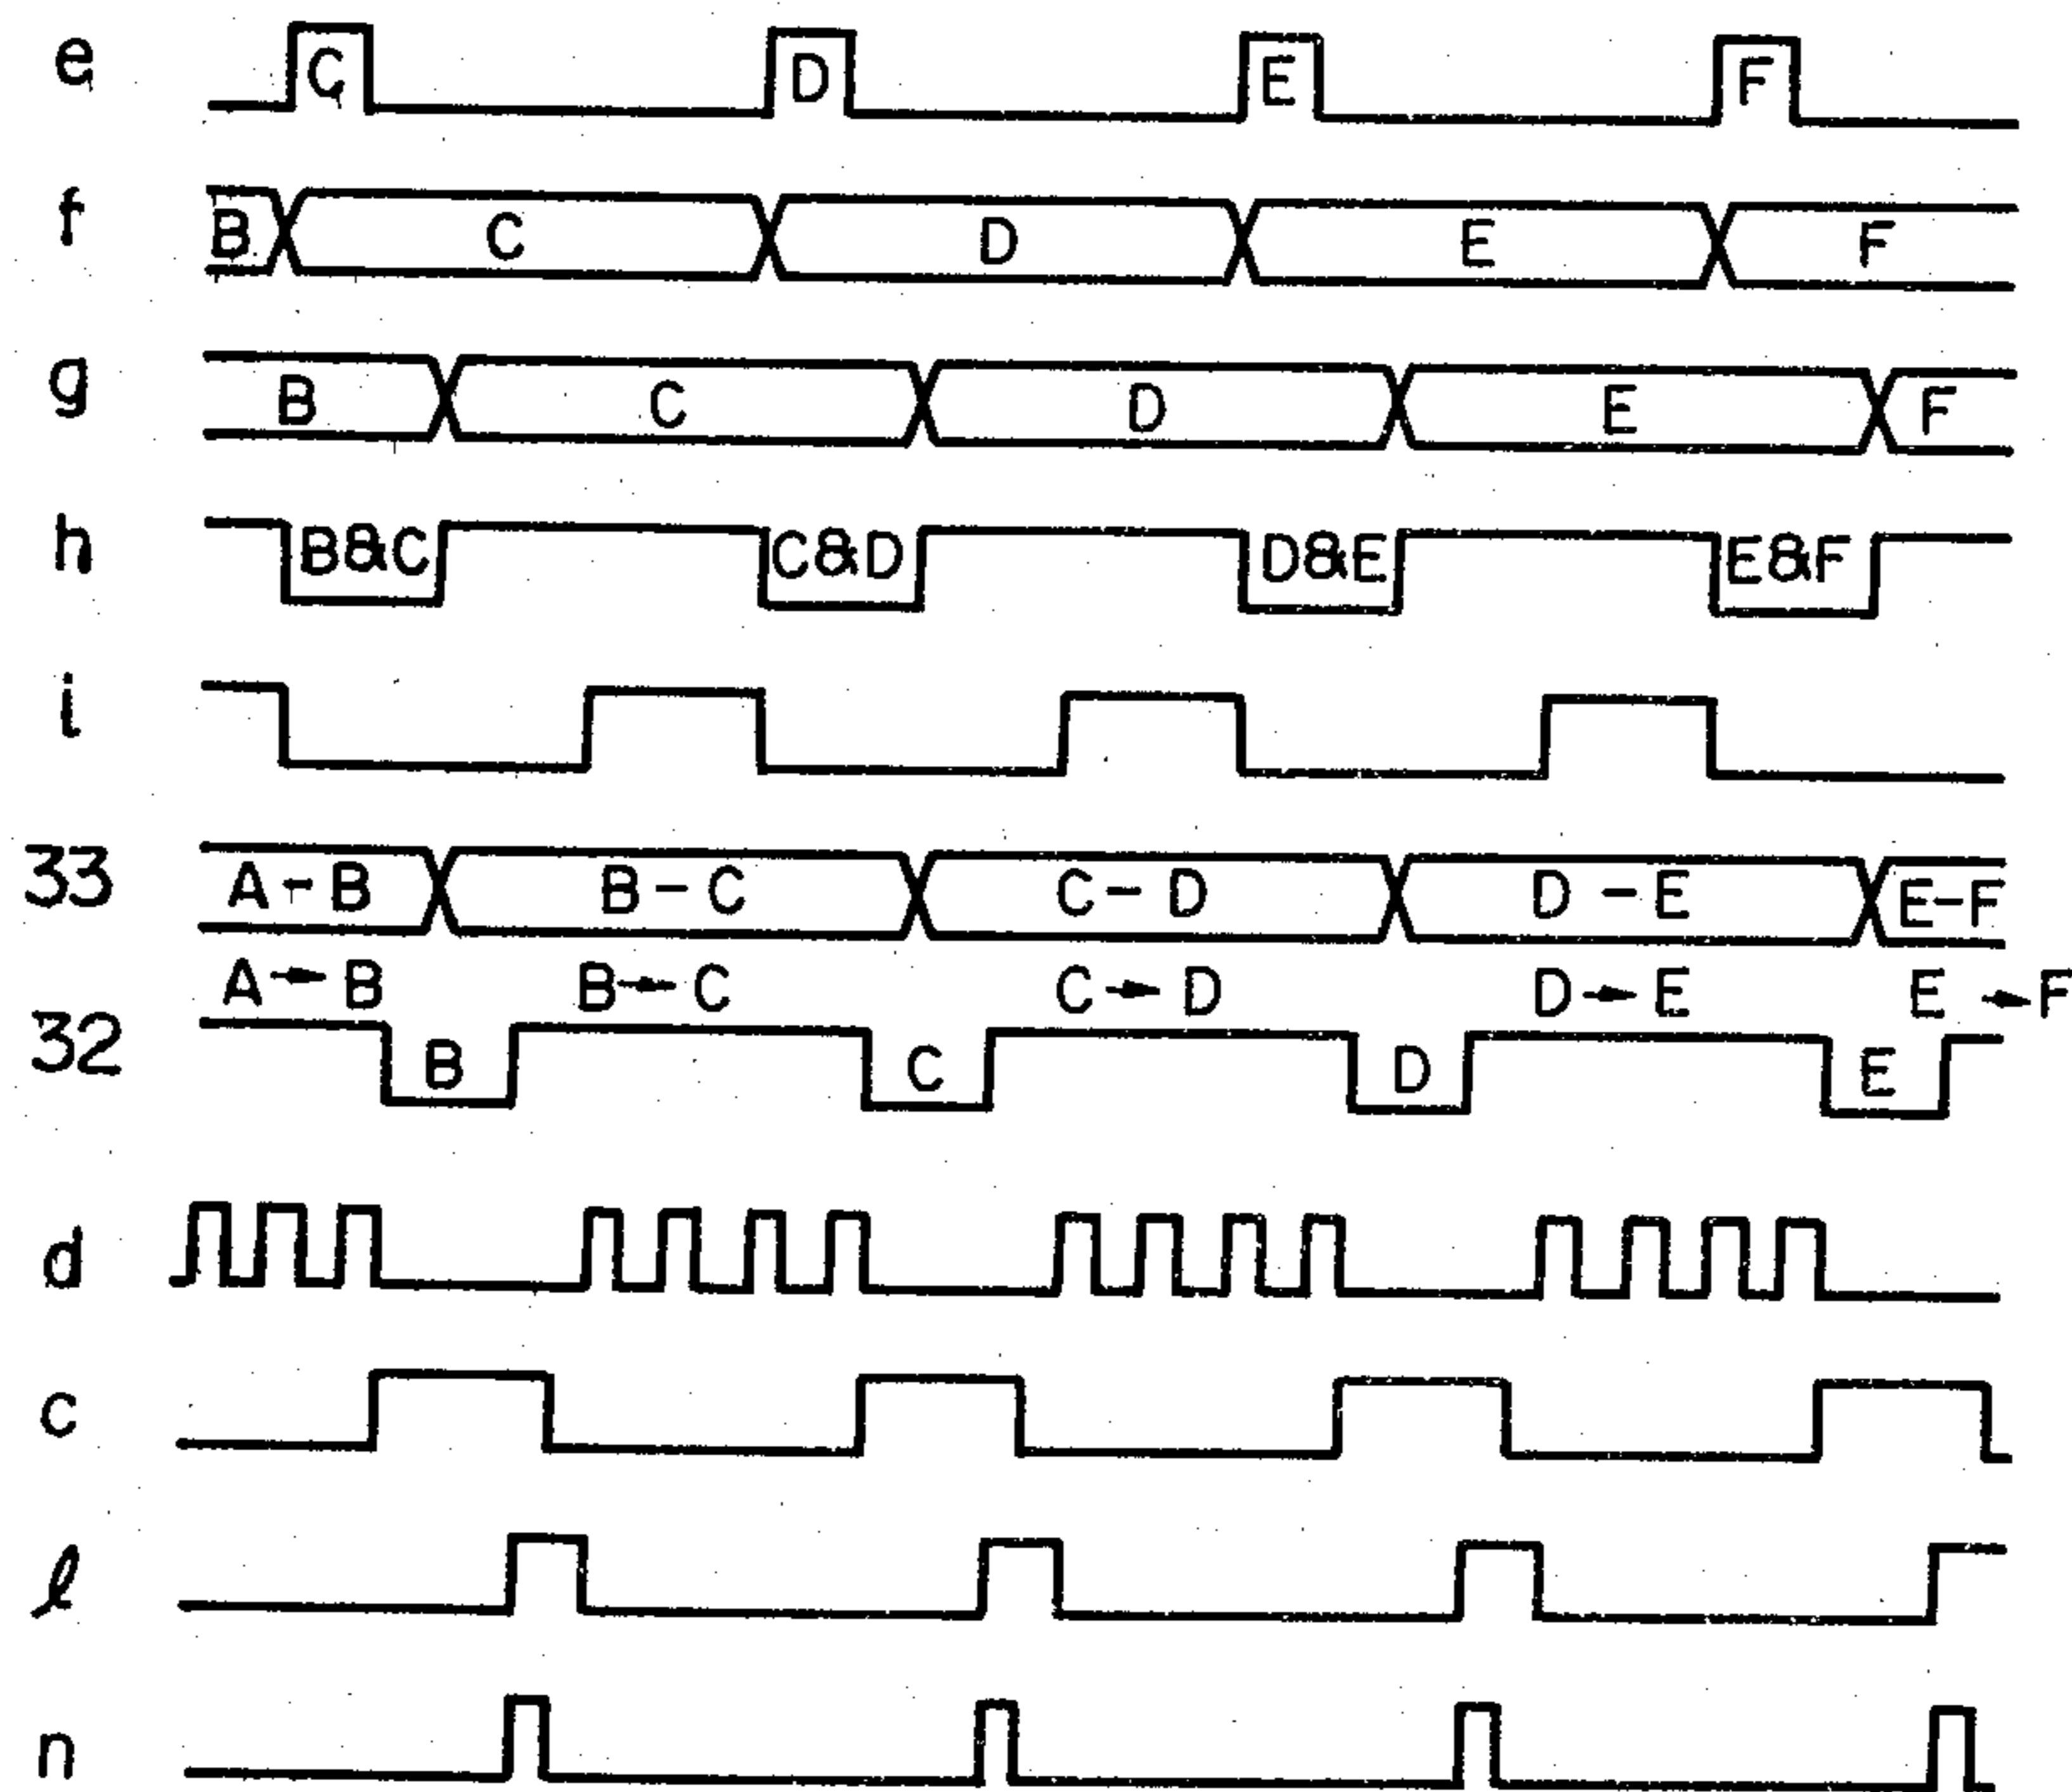 e C D E F
f B C D E F
g B C D E F
h B&C C&D D&E E&F
i
33 A-B B-C C-D D-E E-F
A→B B→C C→D D→E E→F
32 B C D E
d
c
ℓ
n